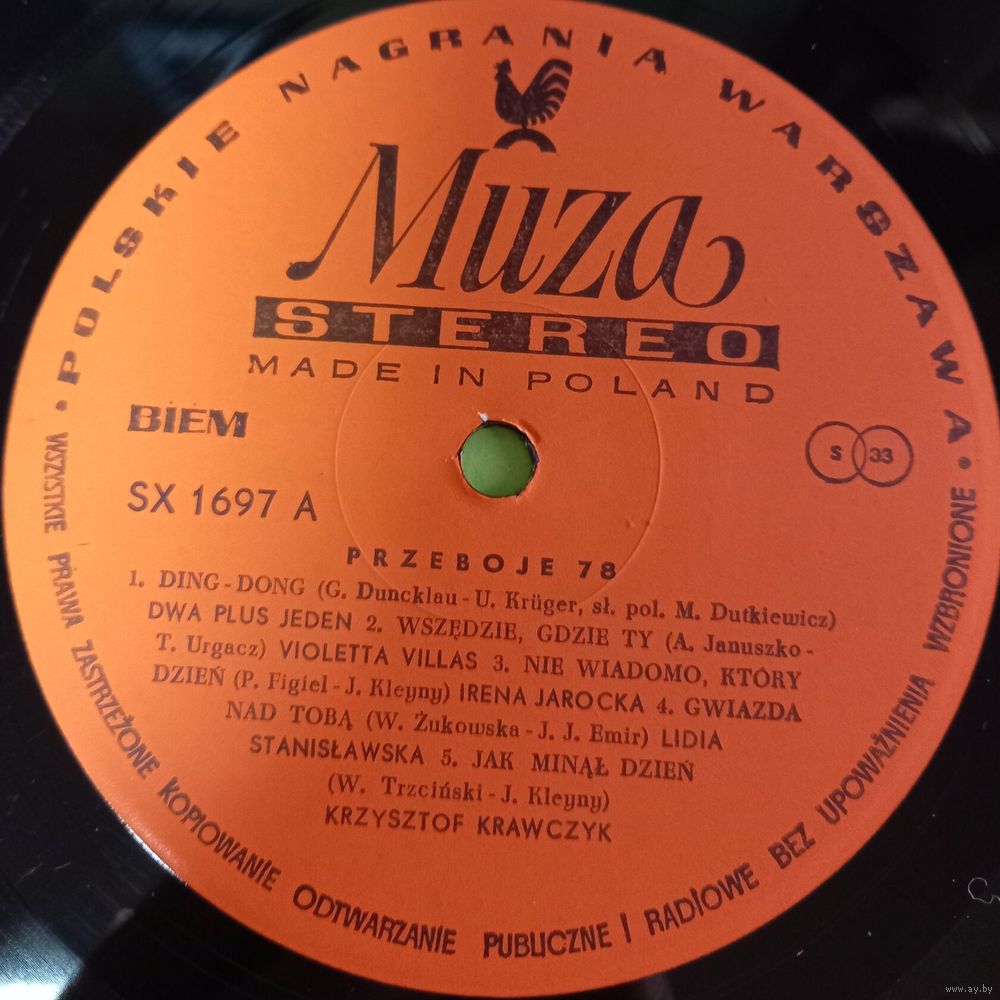 • POLSKIE NAGRANIA WARSZAWA •
Muza
STEREO
MADE IN POLAND
BIEM
S 33
SX 1697 A
PRZEBOJE 78
1. DING-DONG (G. Duncklau-U. Krüger, sł. pol. M. Dutkiewicz)
DWA PLUS JEDEN 2. WSZĘDZIE, GDZIE TY (A. Januszko-
T. Urgacz) VIOLETTA VILLAS 3. NIE WIADOMO, KTÓRY
DZIEŃ (P. Figiel-J. Kleyny) IRENA JAROCKA 4. GWIAZDA
NAD TOBĄ (W. Żukowska-J. J. Emir) LIDIA
STANISŁAWSKA 5. JAK MINĄŁ DZIEŃ
(W. Trzciński-J. Kleyny)
KRZYSZTOF KRAWCZYK
WSZYSTKIE PRAWA ZASTRZEŻONE KOPIOWANIE ODTWARZANIE PUBLICZNE I RADIOWE BEZ UPOWAŻNIENIA WZBRONIONE
www.ay.by